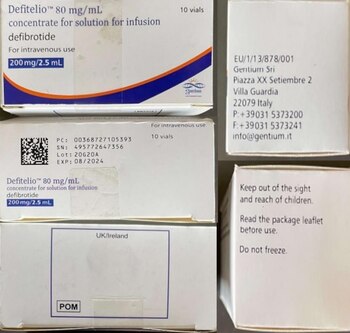 Defitelio™ 80 mg/mL
concentrate for solution for infusion
10 vials
defibrotide
For intravenous use
200 mg/2.5 mL
gentium
EU/1/13/878/001
Gentium Srl
Piazza XX Setiembre 2
Villa Guardia
22079 Italy
P:+39031 5373200
F:+39031 5373241
info@gentium.it
For intravenous use
10 vials
PC: 00368727105393
SN: 495772647356
Lot: 20G20A
EXP: 08/2024
Defitelio™ 80 mg/mL
concentrate for solution for infusion
defibrotide
200 mg/2.5 mL
UK/Ireland
POM
Keep out of the sight
and reach of children.
Read the package leaflet
before use.
Do not freeze.